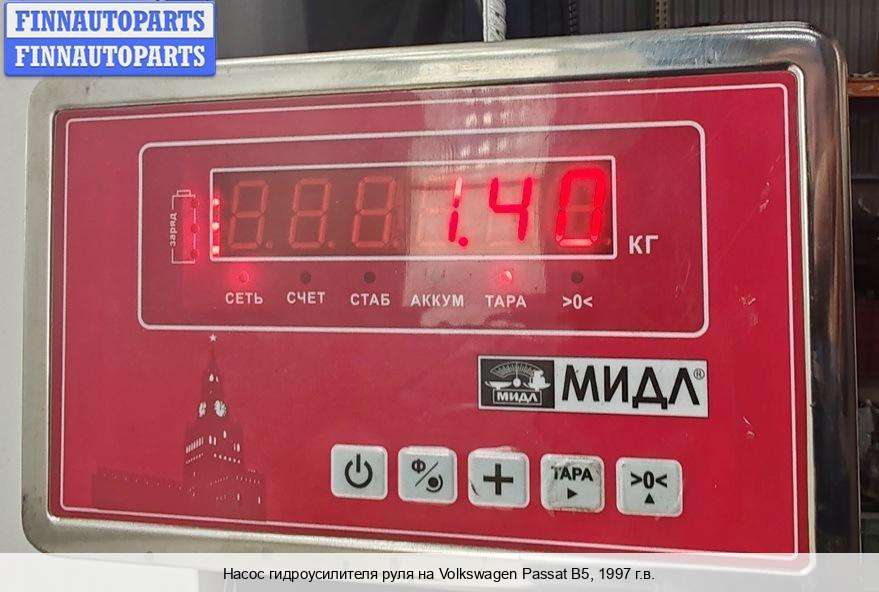 FINNAUTOPARTS
FINNAUTOPARTS
заряд
1.40
КГ
СЕТЬ СЧЕТ СТАБ АККУМ ТАРА >0<
МИДЛ МИДЛ®
Ф
ТАРА >0<
Насос гидроусилителя руля на Volkswagen Passat B5, 1997 г.в.